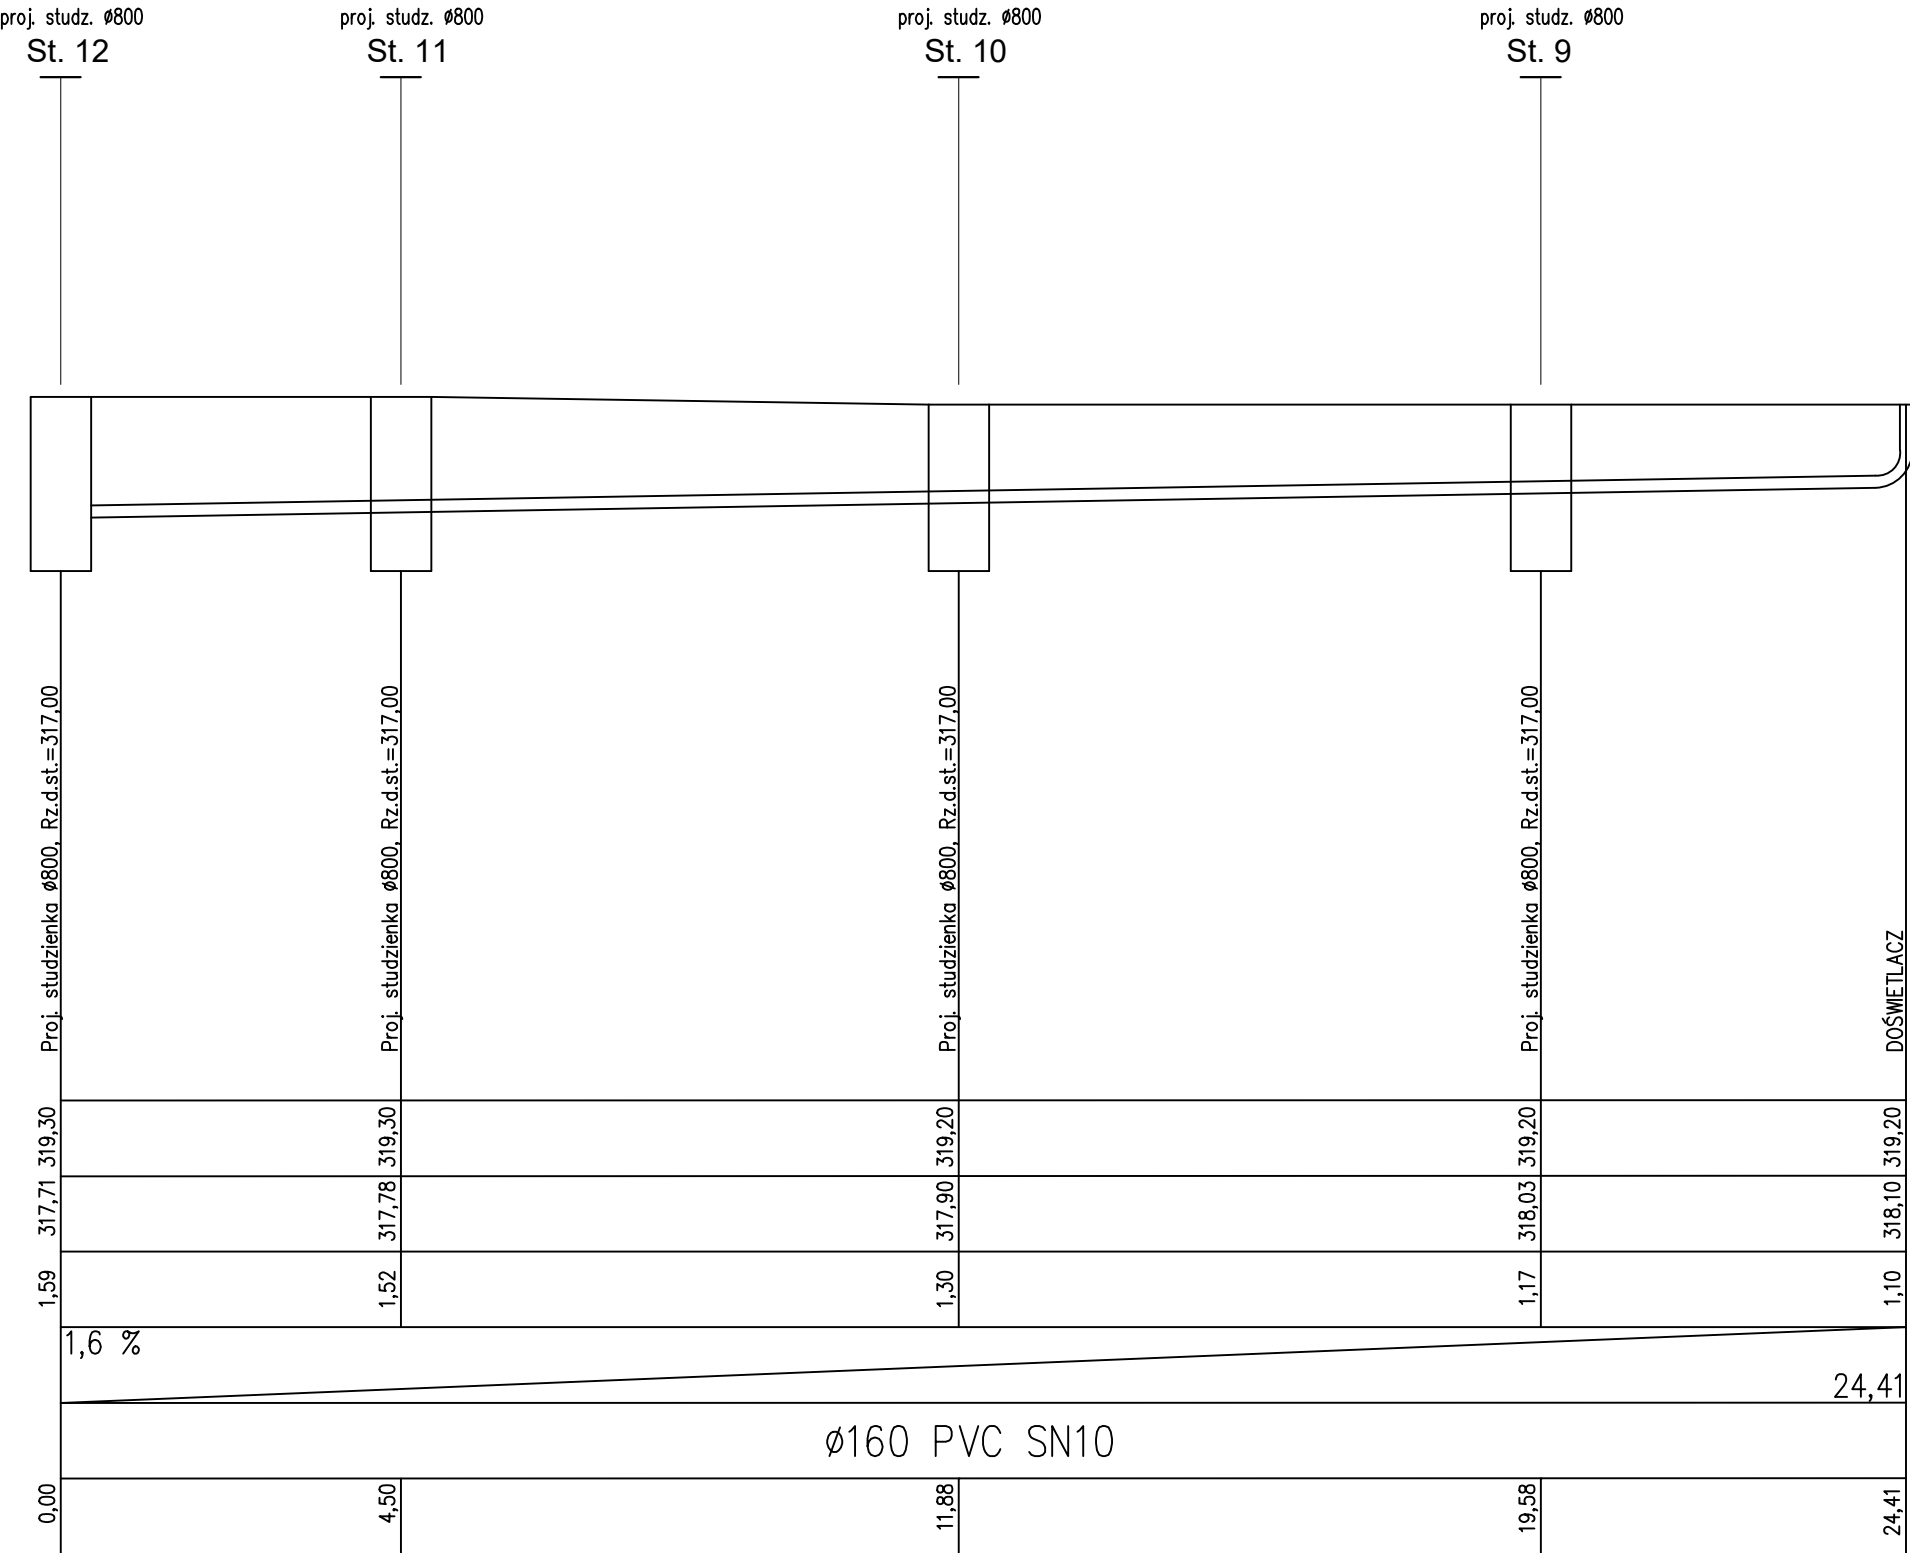 proj. studz. ø800
St. 12
proj. studz. ø800
St. 11
proj. studz. ø800
St. 10
proj. studz. ø800
St. 9
Proj. studzienka ø800, Rz.d.st.=317,00
Proj. studzienka ø800, Rz.d.st.=317,00
Proj. studzienka ø800, Rz.d.st.=317,00
Proj. studzienka ø800, Rz.d.st.=317,00
DOŚWIETLACZ
319,30
319,30
319,20
319,20
319,20
317,71
317,78
317,90
318,03
318,10
1,59
1,52
1,30
1,17
1,10
1,6 %
24,41
ø160 PVC SN10
0,00
4,50
11,88
19,58
24,41